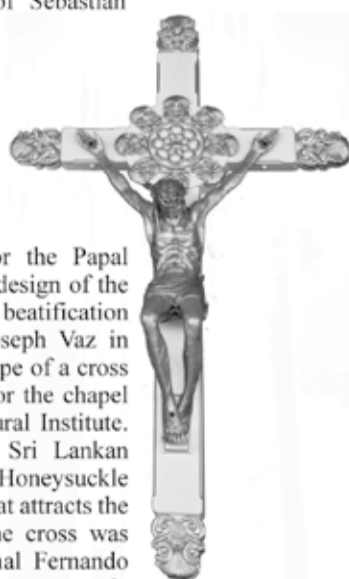 of Sebastian
or the Papal
design of the
beatification
seph Vaz in
pe of a cross
or the chapel
ural Institute.
Sri Lankan
Honeysuckle
at attracts the
ne cross was
nal Fernando